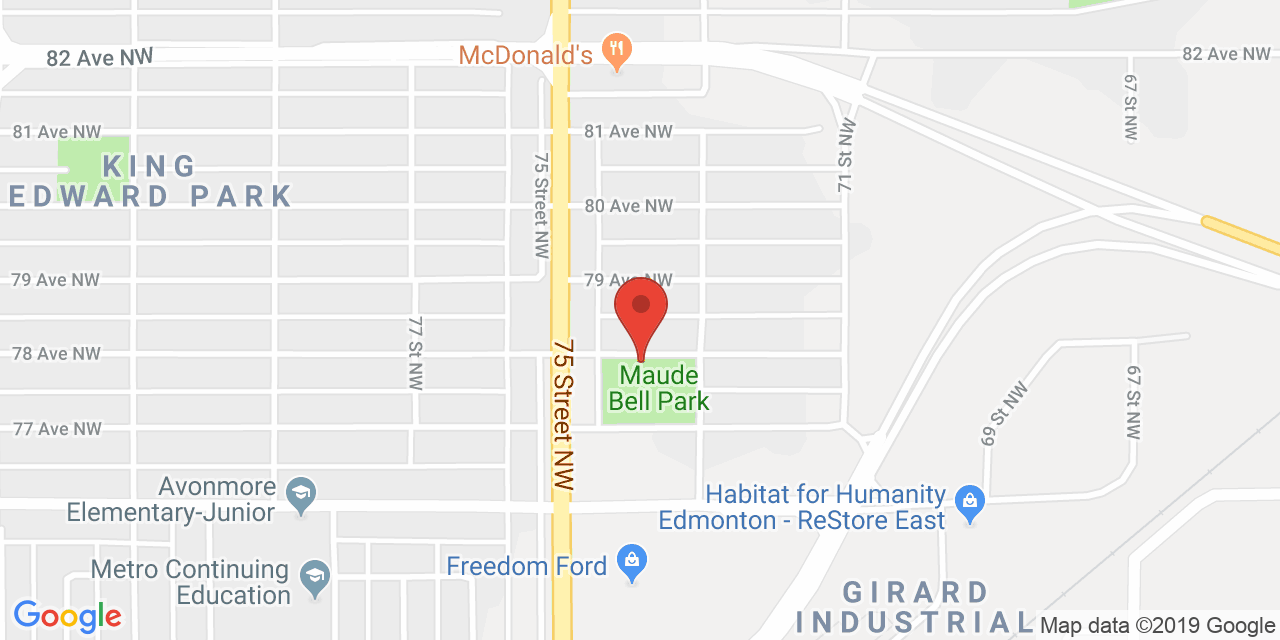 82 Ave NW
McDonald's
82 Ave NW
67 St NW
81 Ave NW
81 Ave NW
71 St NW
KING
EDWARD PARK
75 Street NW
80 Ave NW
79 Ave NW
79 Ave NW
77 St NW
78 Ave NW
75 Street NW
Maude
Bell Park
67 St NW
69 St NW
77 Ave NW
Avonmore
Elementary-Junior
Habitat for Humanity
Edmonton - ReStore East
Metro Continuing
Education
Freedom Ford
GIRARD
INDUSTRIAL
Google
Map data ©2019 Google